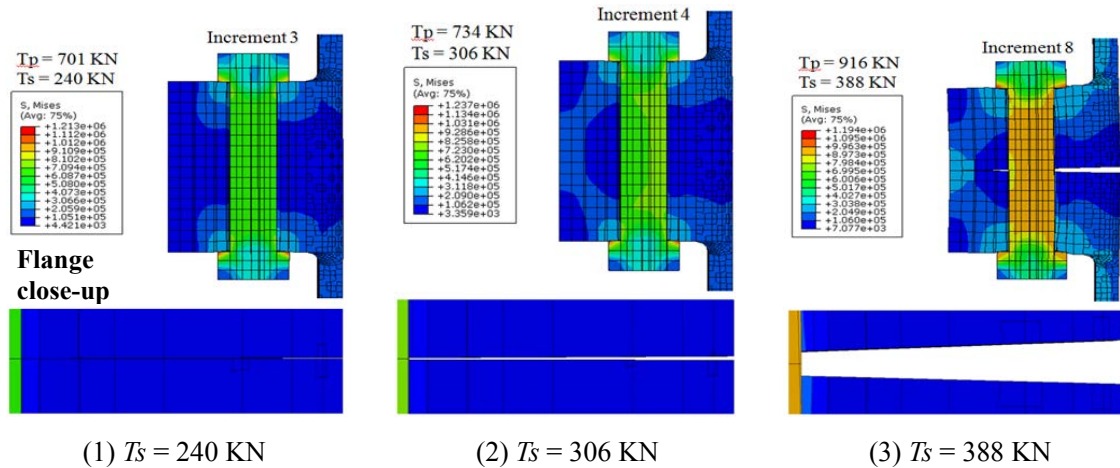 Increment 3
Tp = 701 KN
Ts = 240 KN
S, Mises
(Avg: 75%)
+1.213e+06
+1.112e+06
+1.012e+06
+9.109e+05
+8.102e+05
+7.094e+05
+6.087e+05
+5.080e+05
+4.073e+05
+3.066e+05
+2.059e+05
+1.051e+05
+4.421e+03
Flange
close-up
Increment 4
Tp = 734 KN
Ts = 306 KN
S, Mises
(Avg: 75%)
+1.237e+06
+1.134e+06
+1.031e+06
+9.286e+05
+8.258e+05
+7.230e+05
+6.202e+05
+5.174e+05
+4.146e+05
+3.118e+05
+2.090e+05
+1.062e+05
+3.359e+03
Increment 8
Tp = 916 KN
Ts = 388 KN
S, Mises
(Avg: 75%)
+1.194e+06
+1.095e+06
+9.963e+05
+8.973e+05
+7.984e+05
+6.995e+05
+6.006e+05
+5.017e+05
+4.027e+05
+3.038e+05
+2.049e+05
+1.060e+05
+7.077e+03
(1) Ts = 240 KN
(2) Ts = 306 KN
(3) Ts = 388 KN